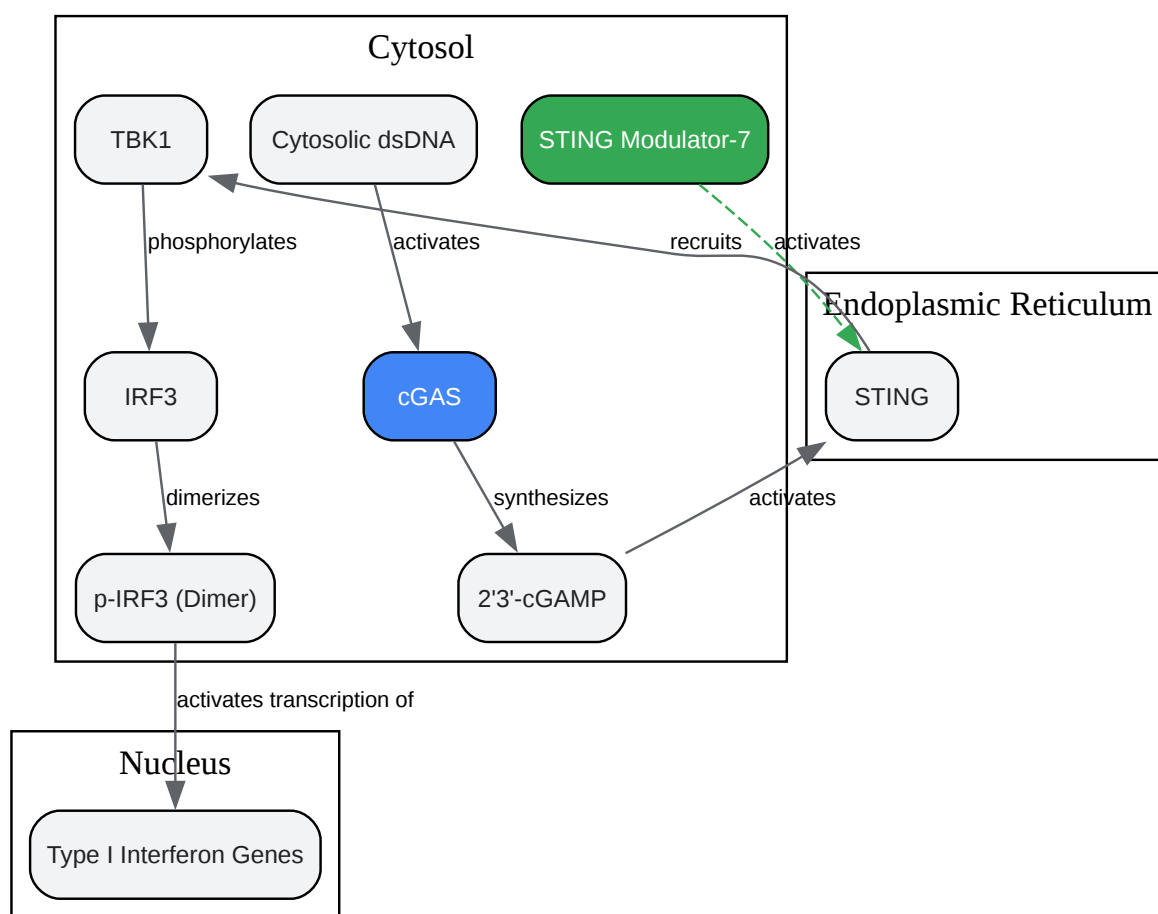 Cytosol
TBK1
Cytosolic dsDNA
STING Modulator-7
phosphorylates
activates
recruits
activates
Endoplasmic Reticulum
IRF3
cGAS
STING
dimerizes
synthesizes
activates
p-IRF3 (Dimer)
2'3'-cGAMP
activates transcription of
Nucleus
Type I Interferon Genes